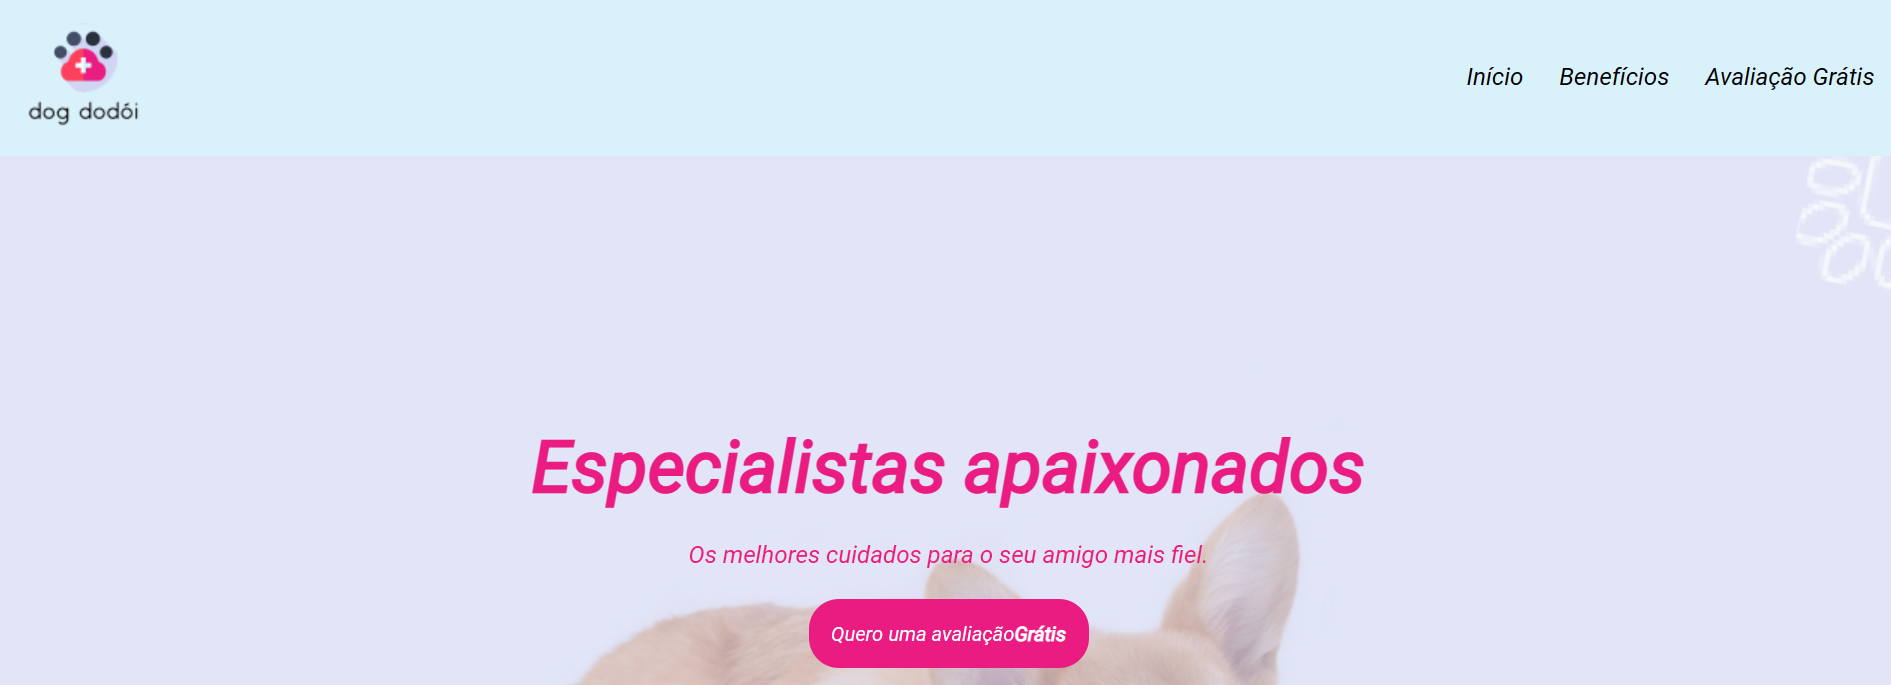 dog dodói
Início Benefícios Avaliação Grátis
Especialistas apaixonados
Os melhores cuidados para o seu amigo mais fiel.
Quero uma avaliaçãoGrátis